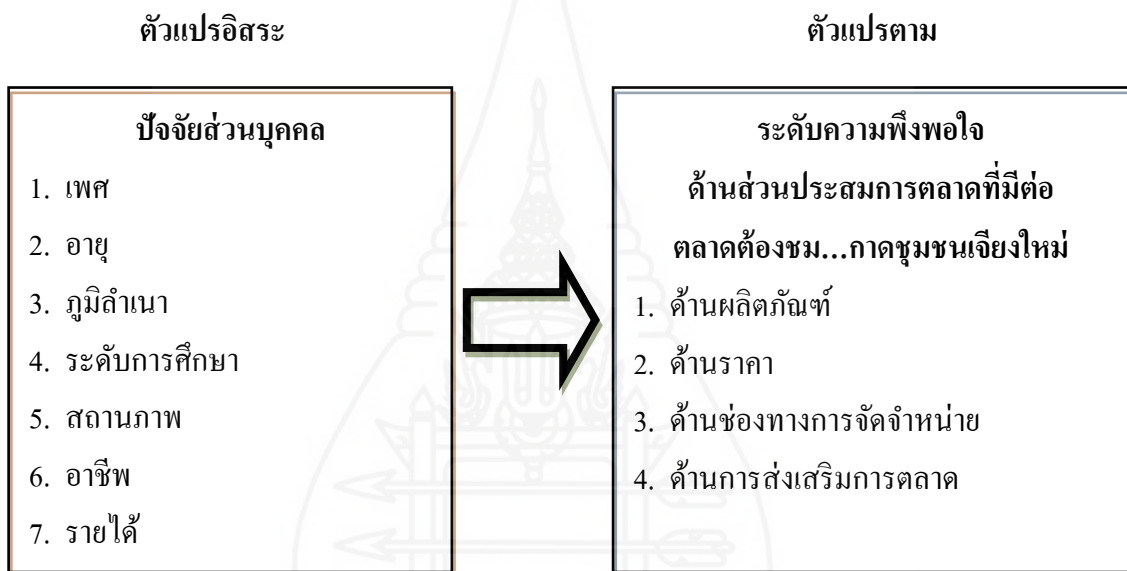 ตัวแปรอิสระ
ปัจจัยส่วนบุคคล
1. เพศ
2. อายุ
3. ภูมิลำเนา
4. ระดับการศึกษา
5. สถานภาพ
6. อาชีพ
7. รายได้
ตัวแปรตาม
ระดับความพึงพอใจ
ด้านส่วนประสมการตลาดที่มีต่อ
ตลาดต้องชม...กาดชุมชนเจียงใหม่
1. ด้านผลิตภัณฑ์
2. ด้านราคา
3. ด้านช่องทางการจัดจำหน่าย
4. ด้านการส่งเสริมการตลาด